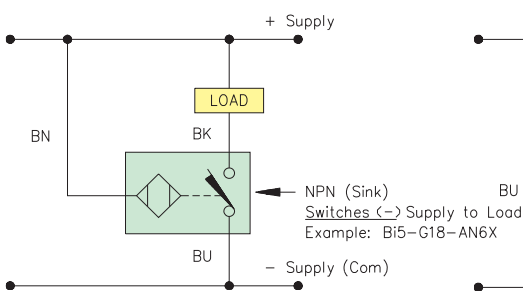 + Supply
LOAD
BK
BN
NPN (Sink)
BU
Switches (-) Supply to Load
Example: Bi5-G18-AN6X
BU
- Supply (Com)